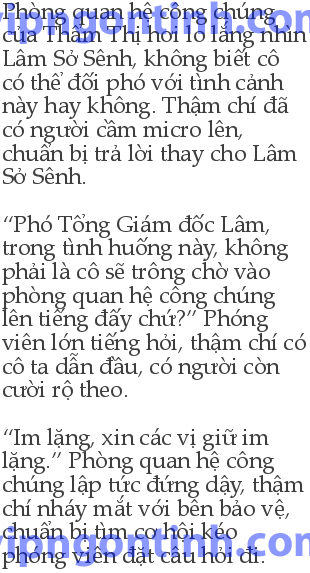 Phòng quan hệ công chúng
của Thẩm Thị hơi lo lắng nhìn
Lâm Sở Sênh, không biết cô
có thể đối phó với tình cảnh
này hay không. Thậm chí đã
có người cầm micro lên,
chuẩn bị trả lời thay cho Lâm
Sở Sênh.
“Phó Tổng Giám đốc Lâm,
trong tình huống này, không
phải là cô sẽ trông chờ vào
phòng quan hệ công chúng
lên tiếng đấy chứ?” Phóng
viên lớn tiếng hỏi, thậm chí có
cô ta dẫn đầu, có người còn
cười rộ theo.
“Im lặng, xin các vị giữ im
lặng.” Phòng quan hệ công
chúng lập tức đứng dậy, thậm
chí nháy mắt với bên bảo vệ,
chuẩn bị tìm cơ hội kéo
phóng viên đặt câu hỏi đi.
vipngontinh.com
vipngontinh.com